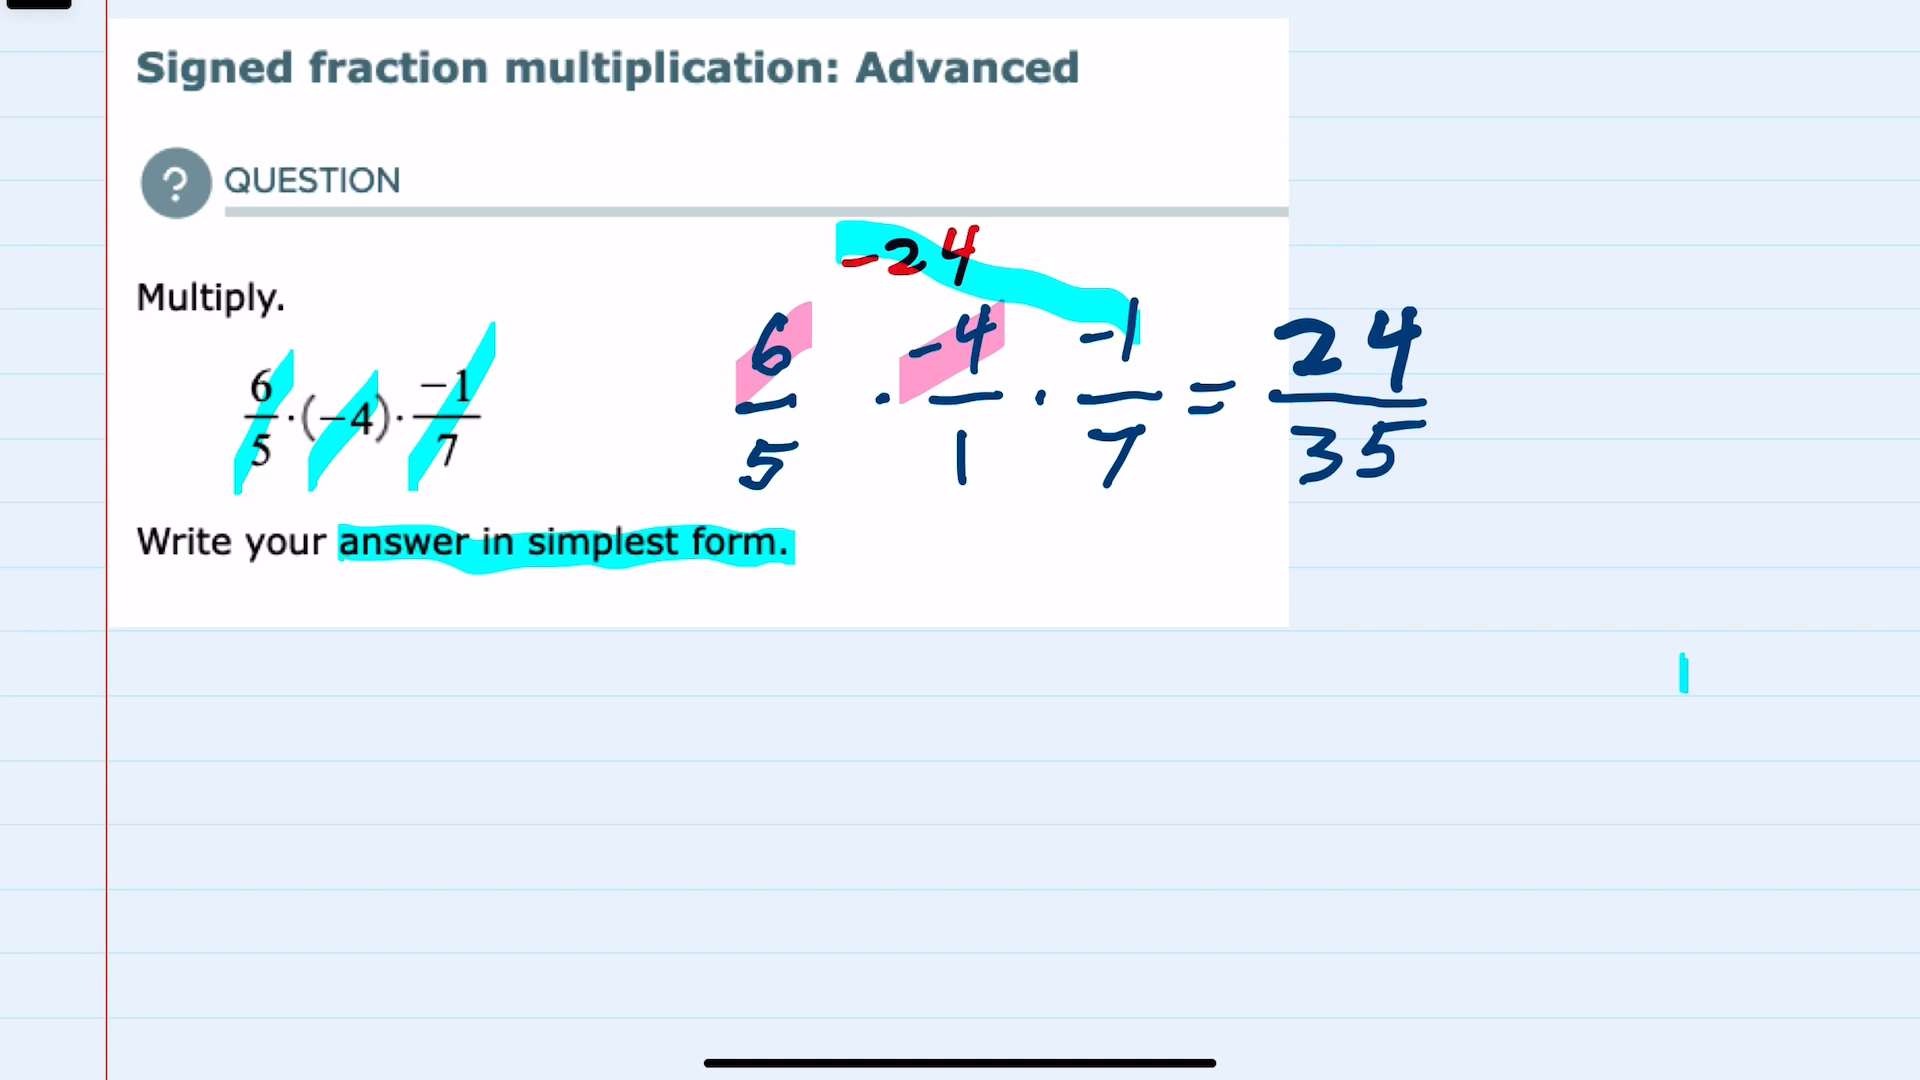 Signed fraction multiplication: Advanced
? QUESTION
Multiply.
6/5 · (−4) · −1/7
-24
6/5 · -4/1 · -1/7 = 24/35
Write your answer in simplest form.